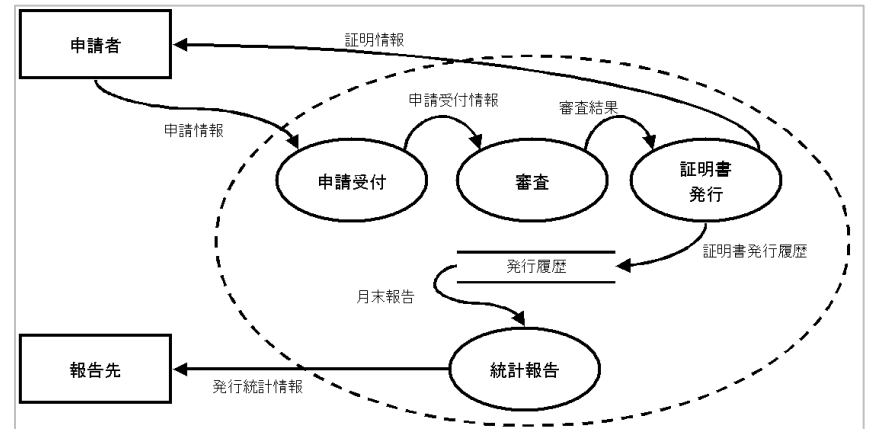 申請者
証明情報
申請受付情報
審査結果
申請情報
申請受付
審査
証明書
発行
証明書発行履歴
発行履歴
月末報告
報告先
発行統計情報
統計報告